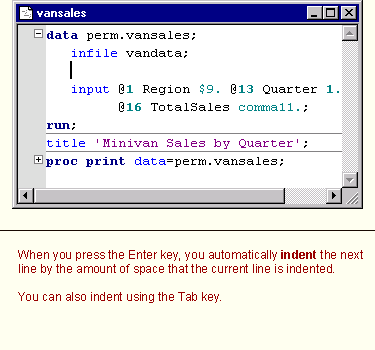 vansales
data perm.vansales;
infile vandata;
input @1 Region $9. @13 Quarter 1.
@16 TotalSales comma11.;
run;
title 'Minivan Sales by Quarter';
proc print data=perm.vansales;
When you press the Enter key, you automatically indent the next
line by the amount of space that the current line is indented.
You can also indent using the Tab key.